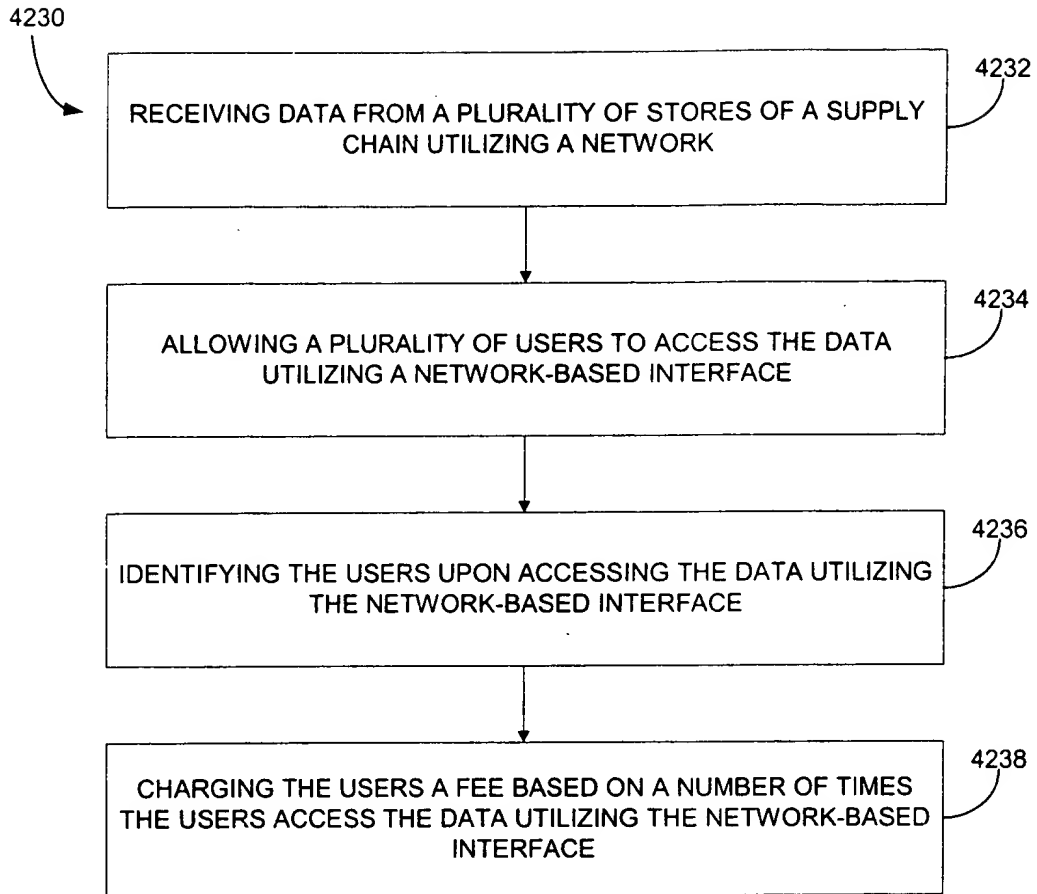 4230
4232
RECEIVING DATA FROM A PLURALITY OF STORES OF A SUPPLY
CHAIN UTILIZING A NETWORK
4234
ALLOWING A PLURALITY OF USERS TO ACCESS THE DATA
UTILIZING A NETWORK-BASED INTERFACE
4236
IDENTIFYING THE USERS UPON ACCESSING THE DATA UTILIZING
THE NETWORK-BASED INTERFACE
4238
CHARGING THE USERS A FEE BASED ON A NUMBER OF TIMES
THE USERS ACCESS THE DATA UTILIZING THE NETWORK-BASED
INTERFACE